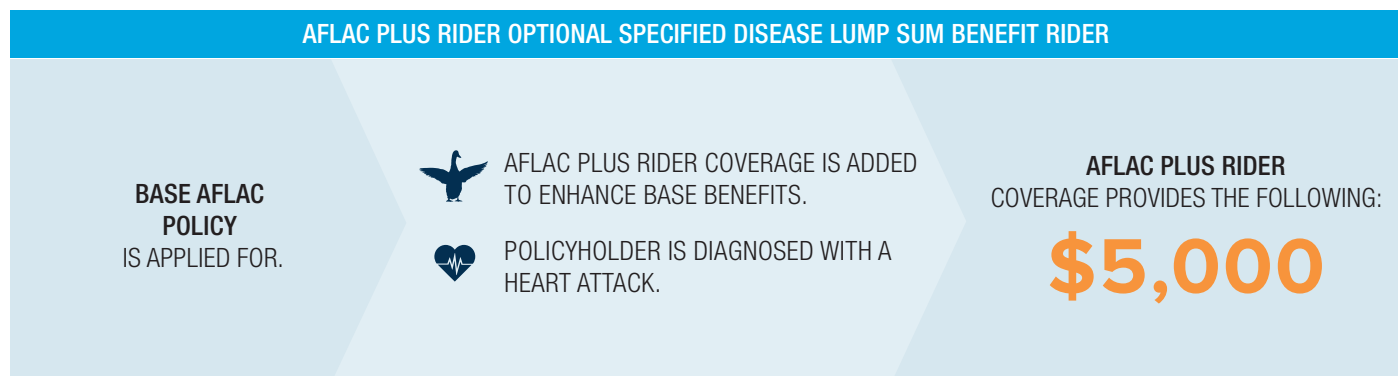 AFLAC PLUS RIDER OPTIONAL SPECIFIED DISEASE LUMP SUM BENEFIT RIDER
BASE AFLAC
POLICY
IS APPLIED FOR.
AFLAC PLUS RIDER COVERAGE IS ADDED
TO ENHANCE BASE BENEFITS.
POLICYHOLDER IS DIAGNOSED WITH A
HEART ATTACK.
AFLAC PLUS RIDER
COVERAGE PROVIDES THE FOLLOWING:
$5,000